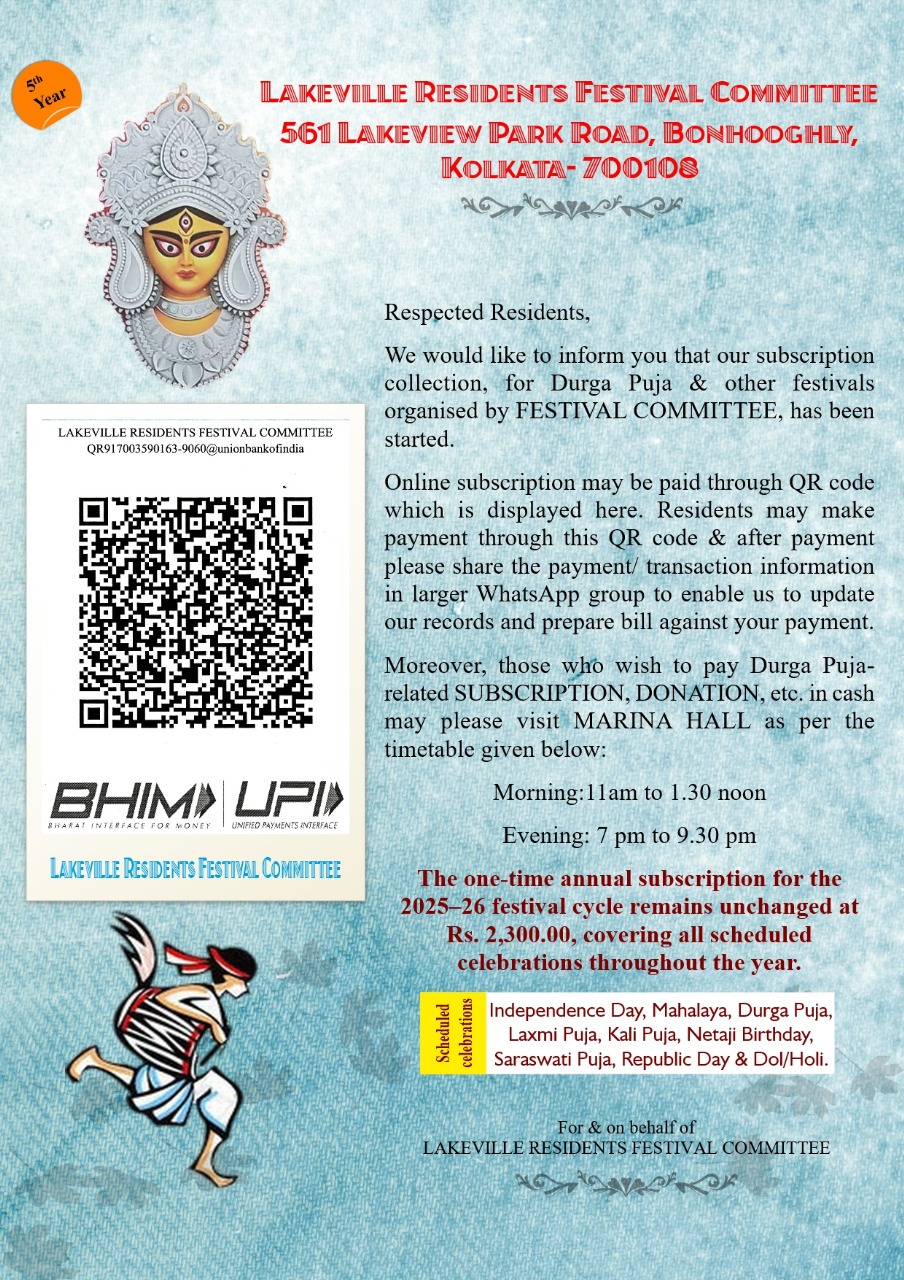 5th
Year
LAKEVILLE RESIDENTS FESTIVAL COMMITTEE
561 LAKEVIEW PARK ROAD, BONHOOGHLY,
KOLKATA- 700108
Respected Residents,
We would like to inform you that our subscription
collection, for Durga Puja & other festivals
organised by FESTIVAL COMMITTEE, has been
started.
Online subscription may be paid through QR code
which is displayed here. Residents may make
payment through this QR code & after payment
please share the payment/ transaction information
in larger WhatsApp group to enable us to update
our records and prepare bill against your payment.
Moreover, those who wish to pay Durga Puja-
related SUBSCRIPTION, DONATION, etc. in cash
may please visit MARINA HALL as per the
timetable given below:
Morning:11am to 1.30 noon
Evening: 7 pm to 9.30 pm
The one-time annual subscription for the
2025–26 festival cycle remains unchanged at
Rs. 2,300.00, covering all scheduled
celebrations throughout the year.
Scheduled
celebrations
Independence Day, Mahalaya, Durga Puja,
Laxmi Puja, Kali Puja, Netaji Birthday,
Saraswati Puja, Republic Day & Dol/Holi.
For & on behalf of
LAKEVILLE RESIDENTS FESTIVAL COMMITTEE
LAKEVILLE RESIDENTS FESTIVAL COMMITTEE
QR917003590163-9060@unionbankofindia
BHIM UPI
BHARAT INTERFACE FOR MONEY UNIFIED PAYMENTS INTERFACE
LAKEVILLE RESIDENTS FESTIVAL COMMITTEE